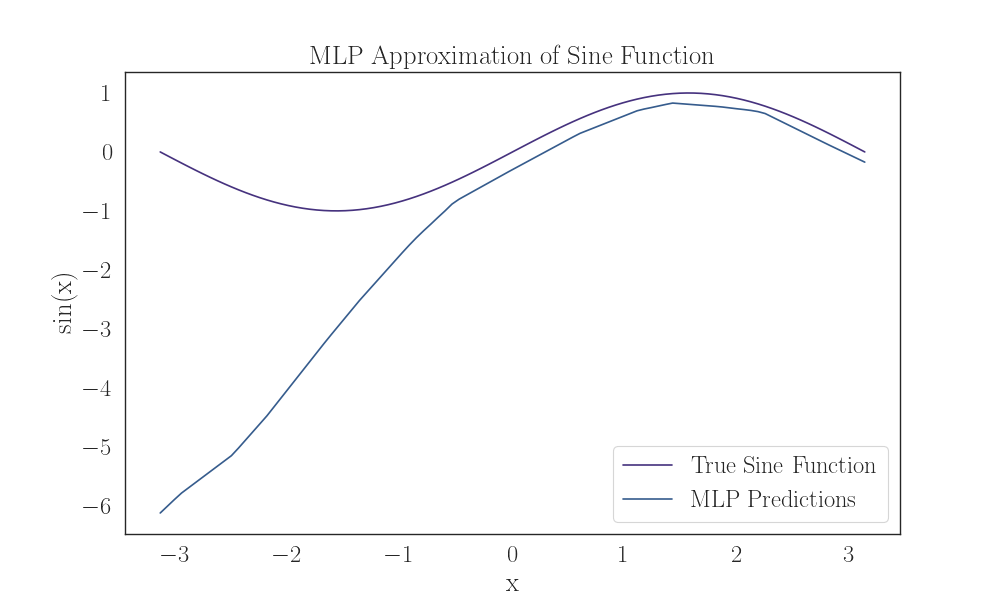 MLP Approximation of Sine Function
1
0
−1
−2
−3
−4
−5
−6
sin(x)
True Sine Function
MLP Predictions
−3 −2 −1 0 1 2 3
x